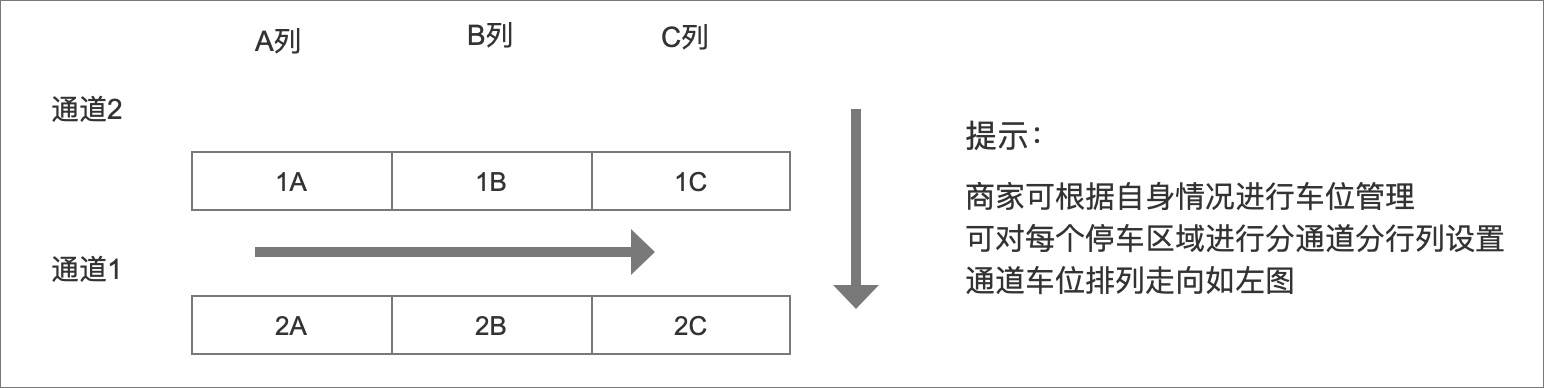 A列 B列 C列
通道2
1A 1B 1C
通道1
2A 2B 2C
提示：
商家可根据自身情况进行车位管理
可对每个停车区域进行分通道分行列设置
通道车位排列走向如左图